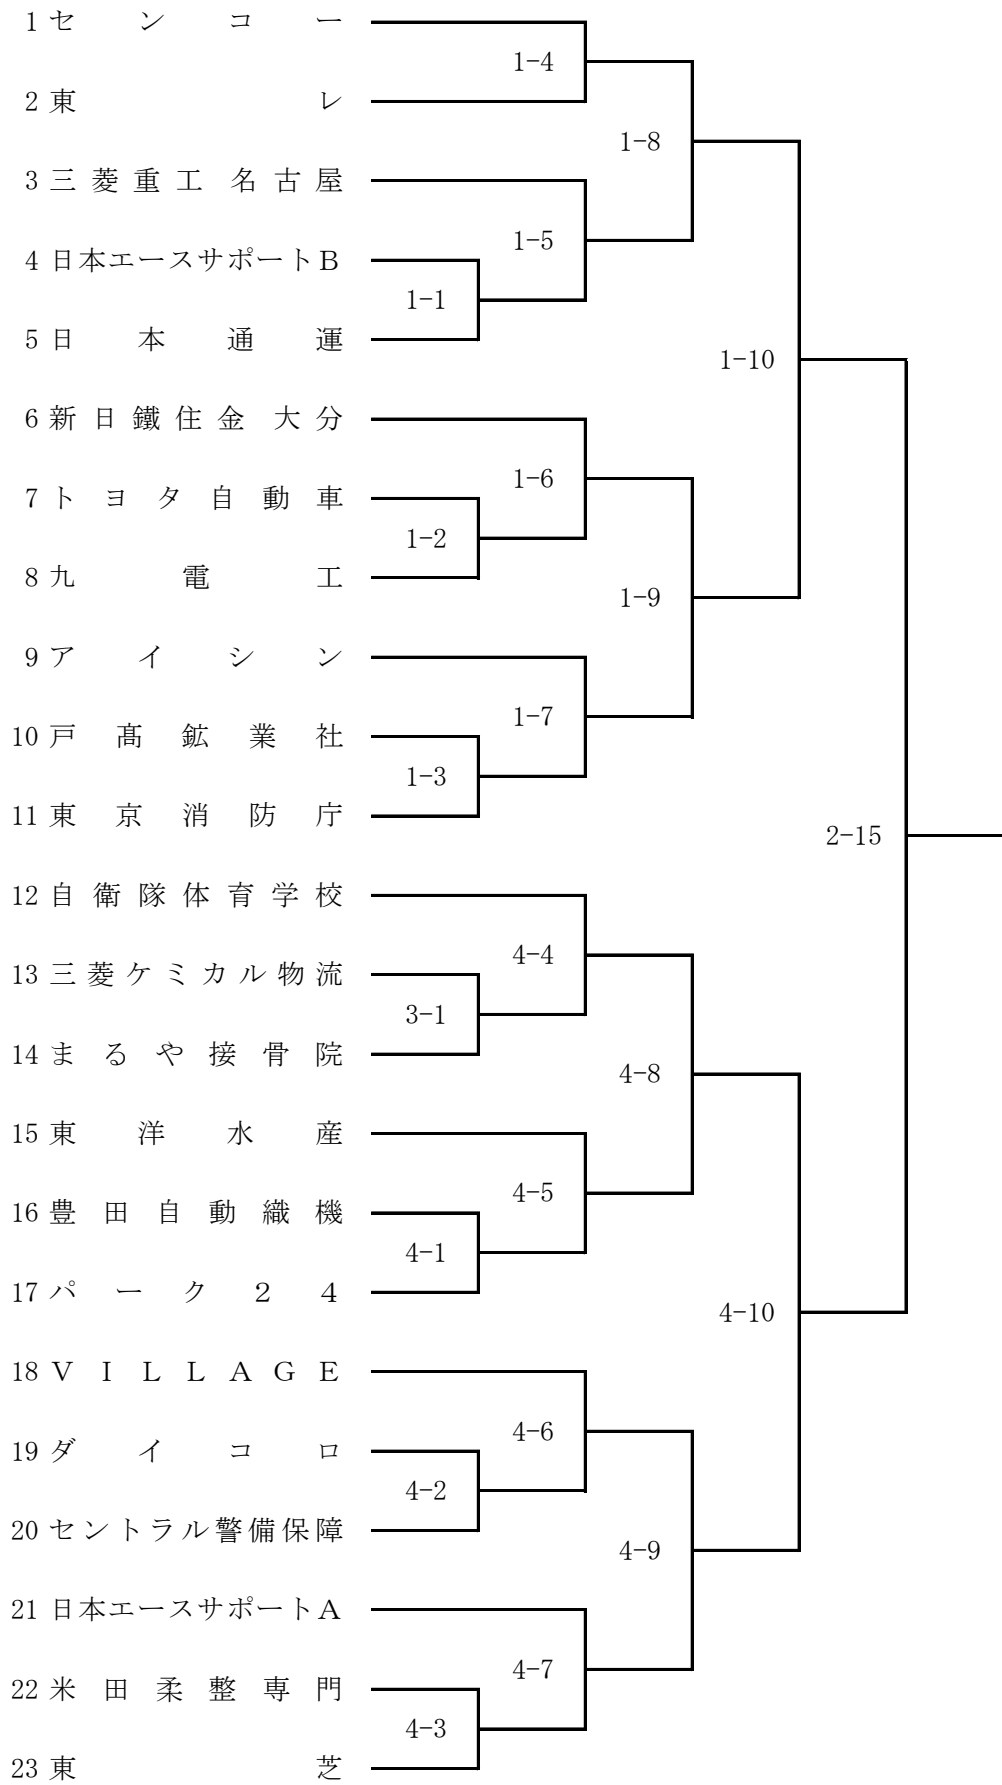 1 センコー
1-4
2 東レ
1-8
3 三菱重工名古屋
1-5
4 日本エースサポートＢ
1-1
5 日本通運
1-10
6 新日鐵住金大分
1-6
7 トヨタ自動車
1-2
8 九電工
1-9
9 アイシン
1-7
10 戸髙鉱業社
1-3
11 東京消防庁
2-15
12 自衛隊体育学校
4-4
13 三菱ケミカル物流
3-1
14 まるや接骨院
4-8
15 東洋水産
4-5
16 豊田自動織機
4-1
17 パーク２４
4-10
18 ＶＩＬＬＡＧＥ
4-6
19 ダイコロ
4-2
20 セントラル警備保障
4-9
21 日本エースサポートＡ
4-7
22 米田柔整専門
4-3
23 東芝